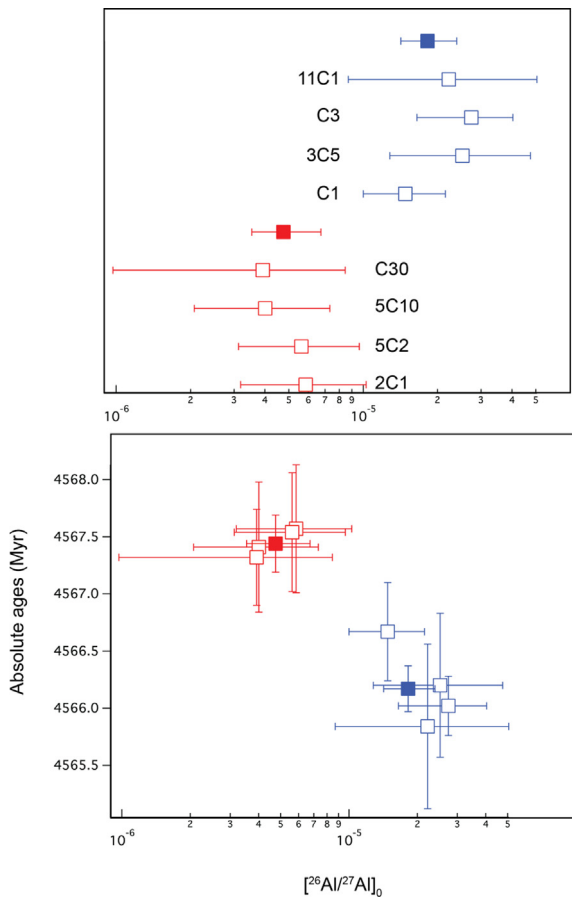 11C1
C3
3C5
C1
C30
5C10
5C2
2C1
10⁻⁶ 2 3 4 5 6 7 8 9 10⁻⁵ 2 3 4 5
4568.0
4567.5
4567.0
4566.5
4566.0
4565.5
Absolute ages (Myr)
10⁻⁶ 2 3 4 5 6 7 8 9 10⁻⁵ 2 3 4 5
[²⁶Al/²⁷Al]₀